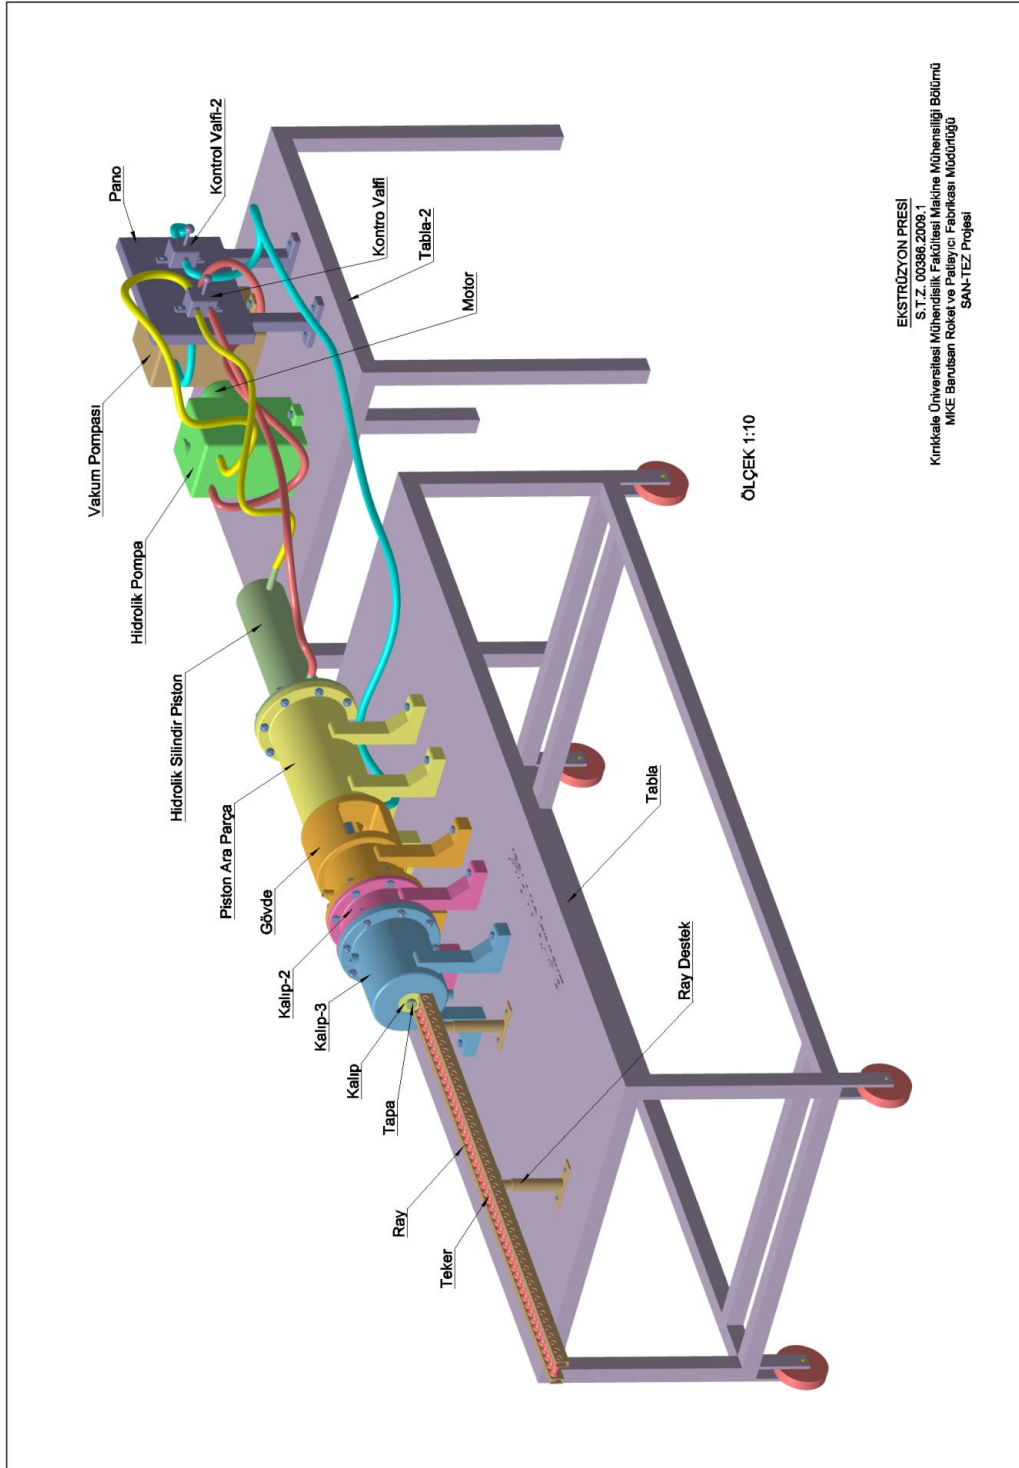 Pano
Kontrol Valfi-2
Vakum Pompası
Kontro Valfi
Tabla-2
Motor
Hidrolik Pompa
Hidrolik Silindir Piston
Piston Ara Parça
Gövde
Kalıp-2
Kalıp-3
Kalıp
Tapa
Ray
Teker
Ray Destek
Tabla
ÖLÇEK 1:10
EKSTRÜZYON PRESİ
S.TZ. 00386.2009.1
Kırıkkale Üniversitesi Mühendislik Fakültesi Makine Mühensiliği Bölümü
MKE Barutsan Roket ve Patlayıcı Fabrikası Müdürlüğü
SAN-TEZ Projesi